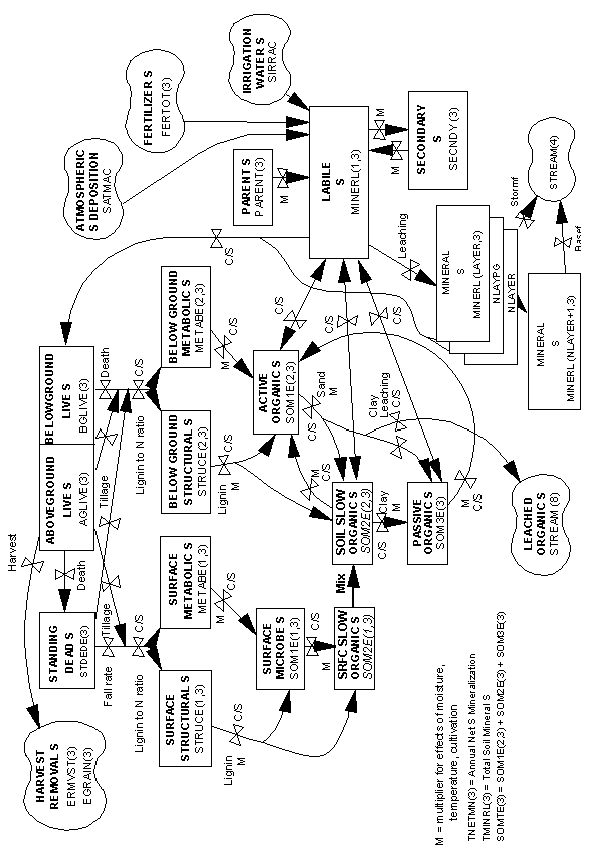 HARVEST
REMOVAL S
ERMVST(3)
EGRAIN(3)
Harvest
STANDING
DEAD S
STDEDE(3)
Death
ABOVEGROUND
LIVE S
AGLIVE(3)
BELOWGROUND
LIVE S
BGLIVE(3)
Fall rate
Tillage
Tillage
Death
Lignin to N ratio
C/S
Lignin to N ratio
C/S
SURFACE
STRUCTURAL S
STRUCE(1,3)
SURFACE
METABOLIC S
METABE(1,3)
BELOW GROUND
STRUCTURAL S
STRUCE(2,3)
BELOW GROUND
METABOLIC S
METABE(2,3)
C/S
ATMOSPHERIC
S DEPOSITION
SATMAC
FERTILIZER S
FERTOT(3)
IRRIGATION
WATER S
SIRRAC
PARENT S
PARENT(3)
M
LABILE
S
MINERL(1,3)
M
M
SECONDARY
S
SECNDY (3)
Lignin
M
C/S
M
C/S
Lignin
M
C/S
M
C/S
SURFACE
MICROBE S
SOM1E(1,3)
M
C/S
SRFC SLOW
ORGANIC S
SOM2E(1,3)
Mix
ACTIVE
ORGANIC S
SOM1E(2,3)
C/S
C/S
C/S
M
C/S
C/S
Sand
M
SOIL SLOW
ORGANIC S
SOM2E(2,3)
C/S
Clay
M
Clay
Leaching
PASSIVE
ORGANIC S
SOM3E(3)
M
C/S
LEACHED
ORGANIC S
STREAM (8)
Leaching
MINERAL
S
MINERL (LAYER,3)
NLAYPG
NLAYER
MINERAL
S
MINERL (NLAYER+1,3)
Stormf
Basef
STREAM(4)
M = multiplier for effects of moisture,
temperature, cultivation
TNETMN(3) = Annual Net S Mineralization
TMINRL(3) = Total Soil Mineral S
SOMTE(3) = SOM1E(2,3) + SOM2E(3) + SOM3E(3)